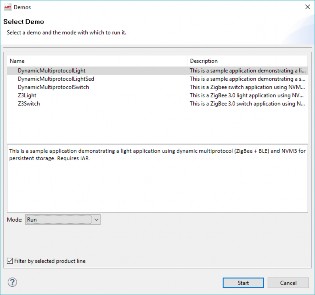 Demos
Select Demo
Select a demo and the mode with which to run it.
Name Description
DynamicMultiprotocolLight This is a sample application demonstrating a li...
DynamicMultiprotocolLightSed This is a sample application demonstrating a s...
DynamicMultiprotocolSwitch This is a Zigbee switch application using NVM...
Z3Light This is a ZigBee 3.0 light application using NV...
Z3Switch This is a ZigBee 3.0 switch application using N...
This is a sample application demonstrating a light application using dynamic multiprotocol (ZigBee + BLE) and NVM3 for
persistent storage. Requires IAR.
Mode: Run
Filter by selected product line
Start Cancel